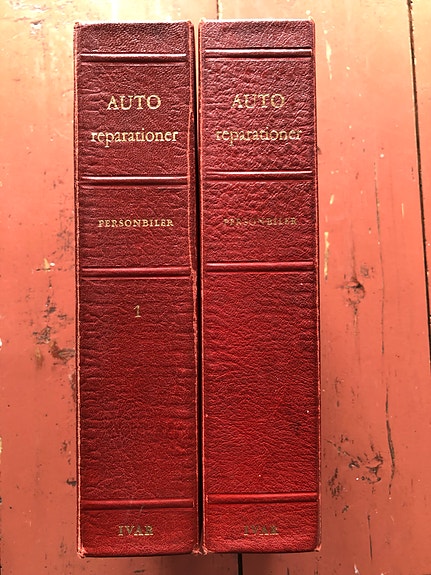 AUTO
reparationer
PERSONBILER
1
IVAR
AUTO
reparationer
PERSONBILER
IVAR